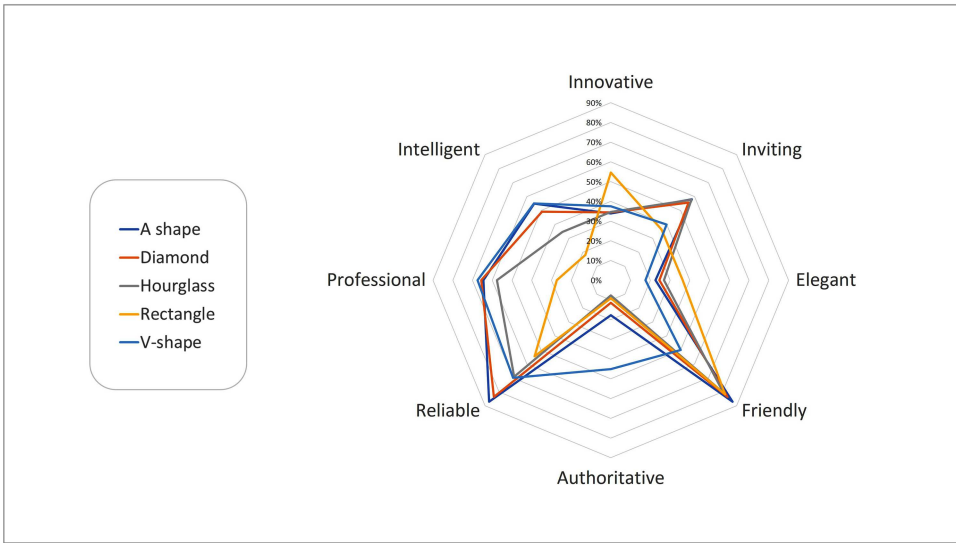 Innovative
90%
80%
70%
60%
50%
40%
30%
20%
10%
0%
Intelligent
Inviting
Professional
Elegant
Reliable
Friendly
Authoritative
A shape
Diamond
Hourglass
Rectangle
V-shape